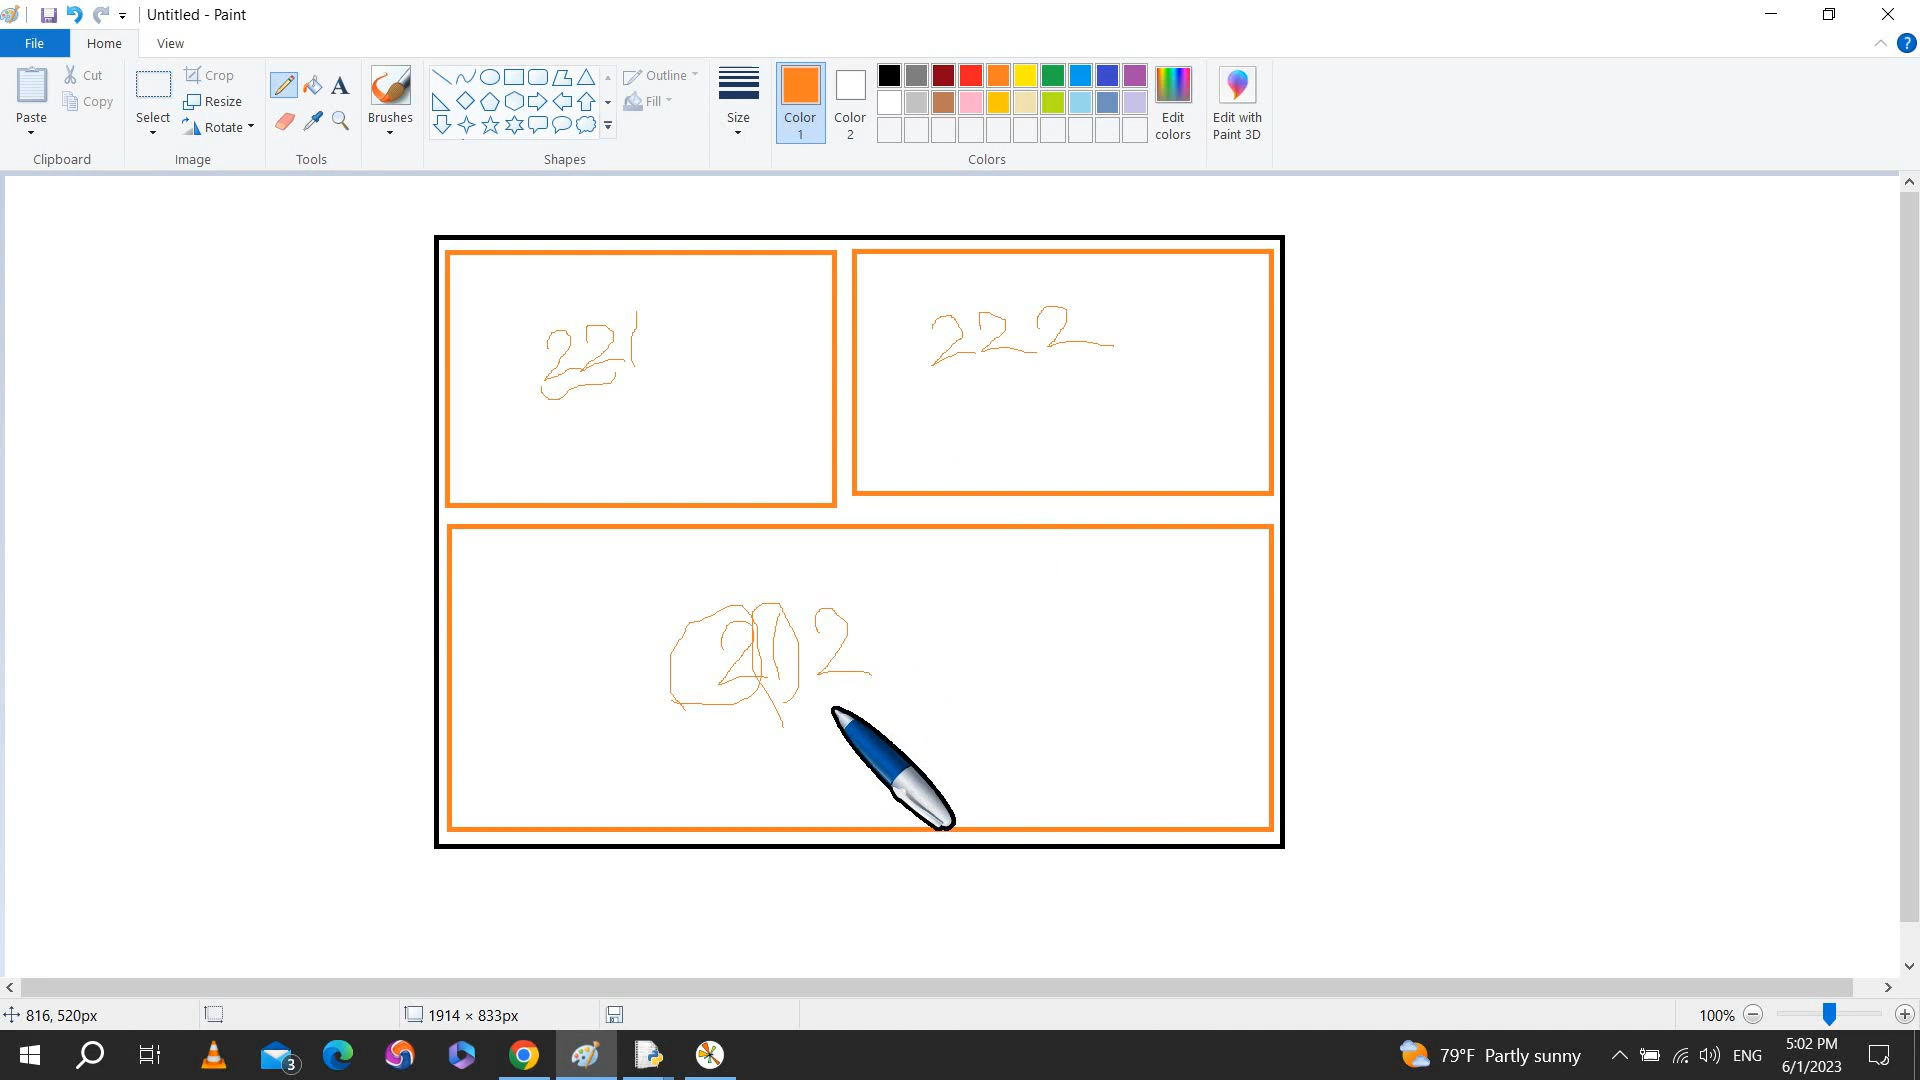 Untitled - Paint
File Home View
Paste
Cut
Copy
Clipboard
Select
Crop
Resize
Rotate
Image
Tools
Brushes
Shapes
Outline
Fill
Size
Color 1
Color 2
Colors
Edit colors
Edit with Paint 3D
221
222
212
816, 520px
1914 × 833px
100%
3
79°F Partly sunny
ENG
5:02 PM
6/1/2023